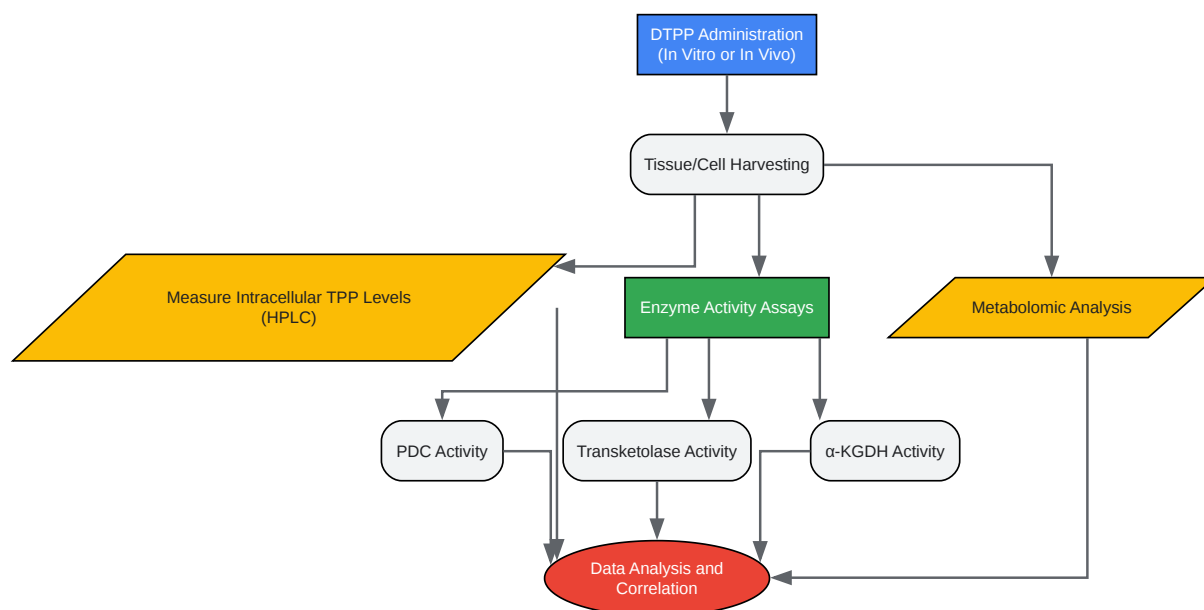 DTPP Administration
(In Vitro or In Vivo)
Tissue/Cell Harvesting
Measure Intracellular TPP Levels
(HPLC)
Enzyme Activity Assays
Metabolomic Analysis
PDC Activity
Transketolase Activity
α-KGDH Activity
Data Analysis and
Correlation